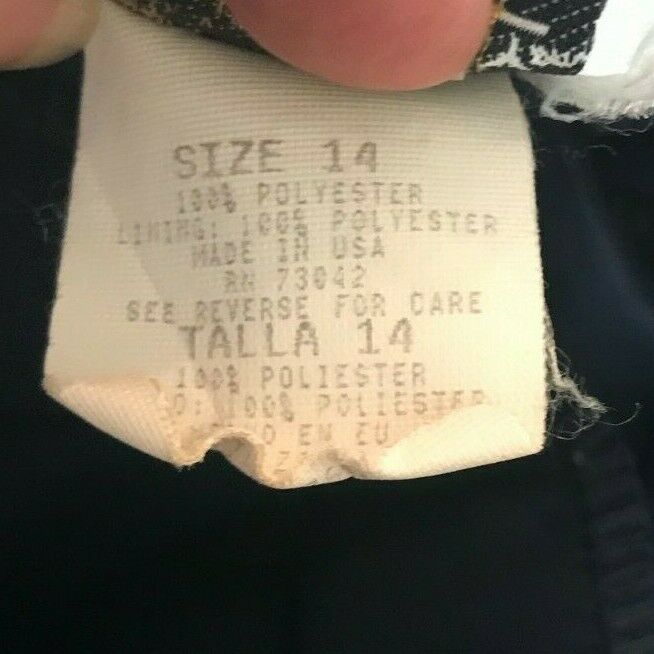 SIZE 14
100% POLYESTER
LINING: 100% POLYESTER
MADE IN USA
RN 73042
SEE REVERSE FOR CARE
TALLA 14
100% POLIESTER
O: 100% POLIESTER
EN EU